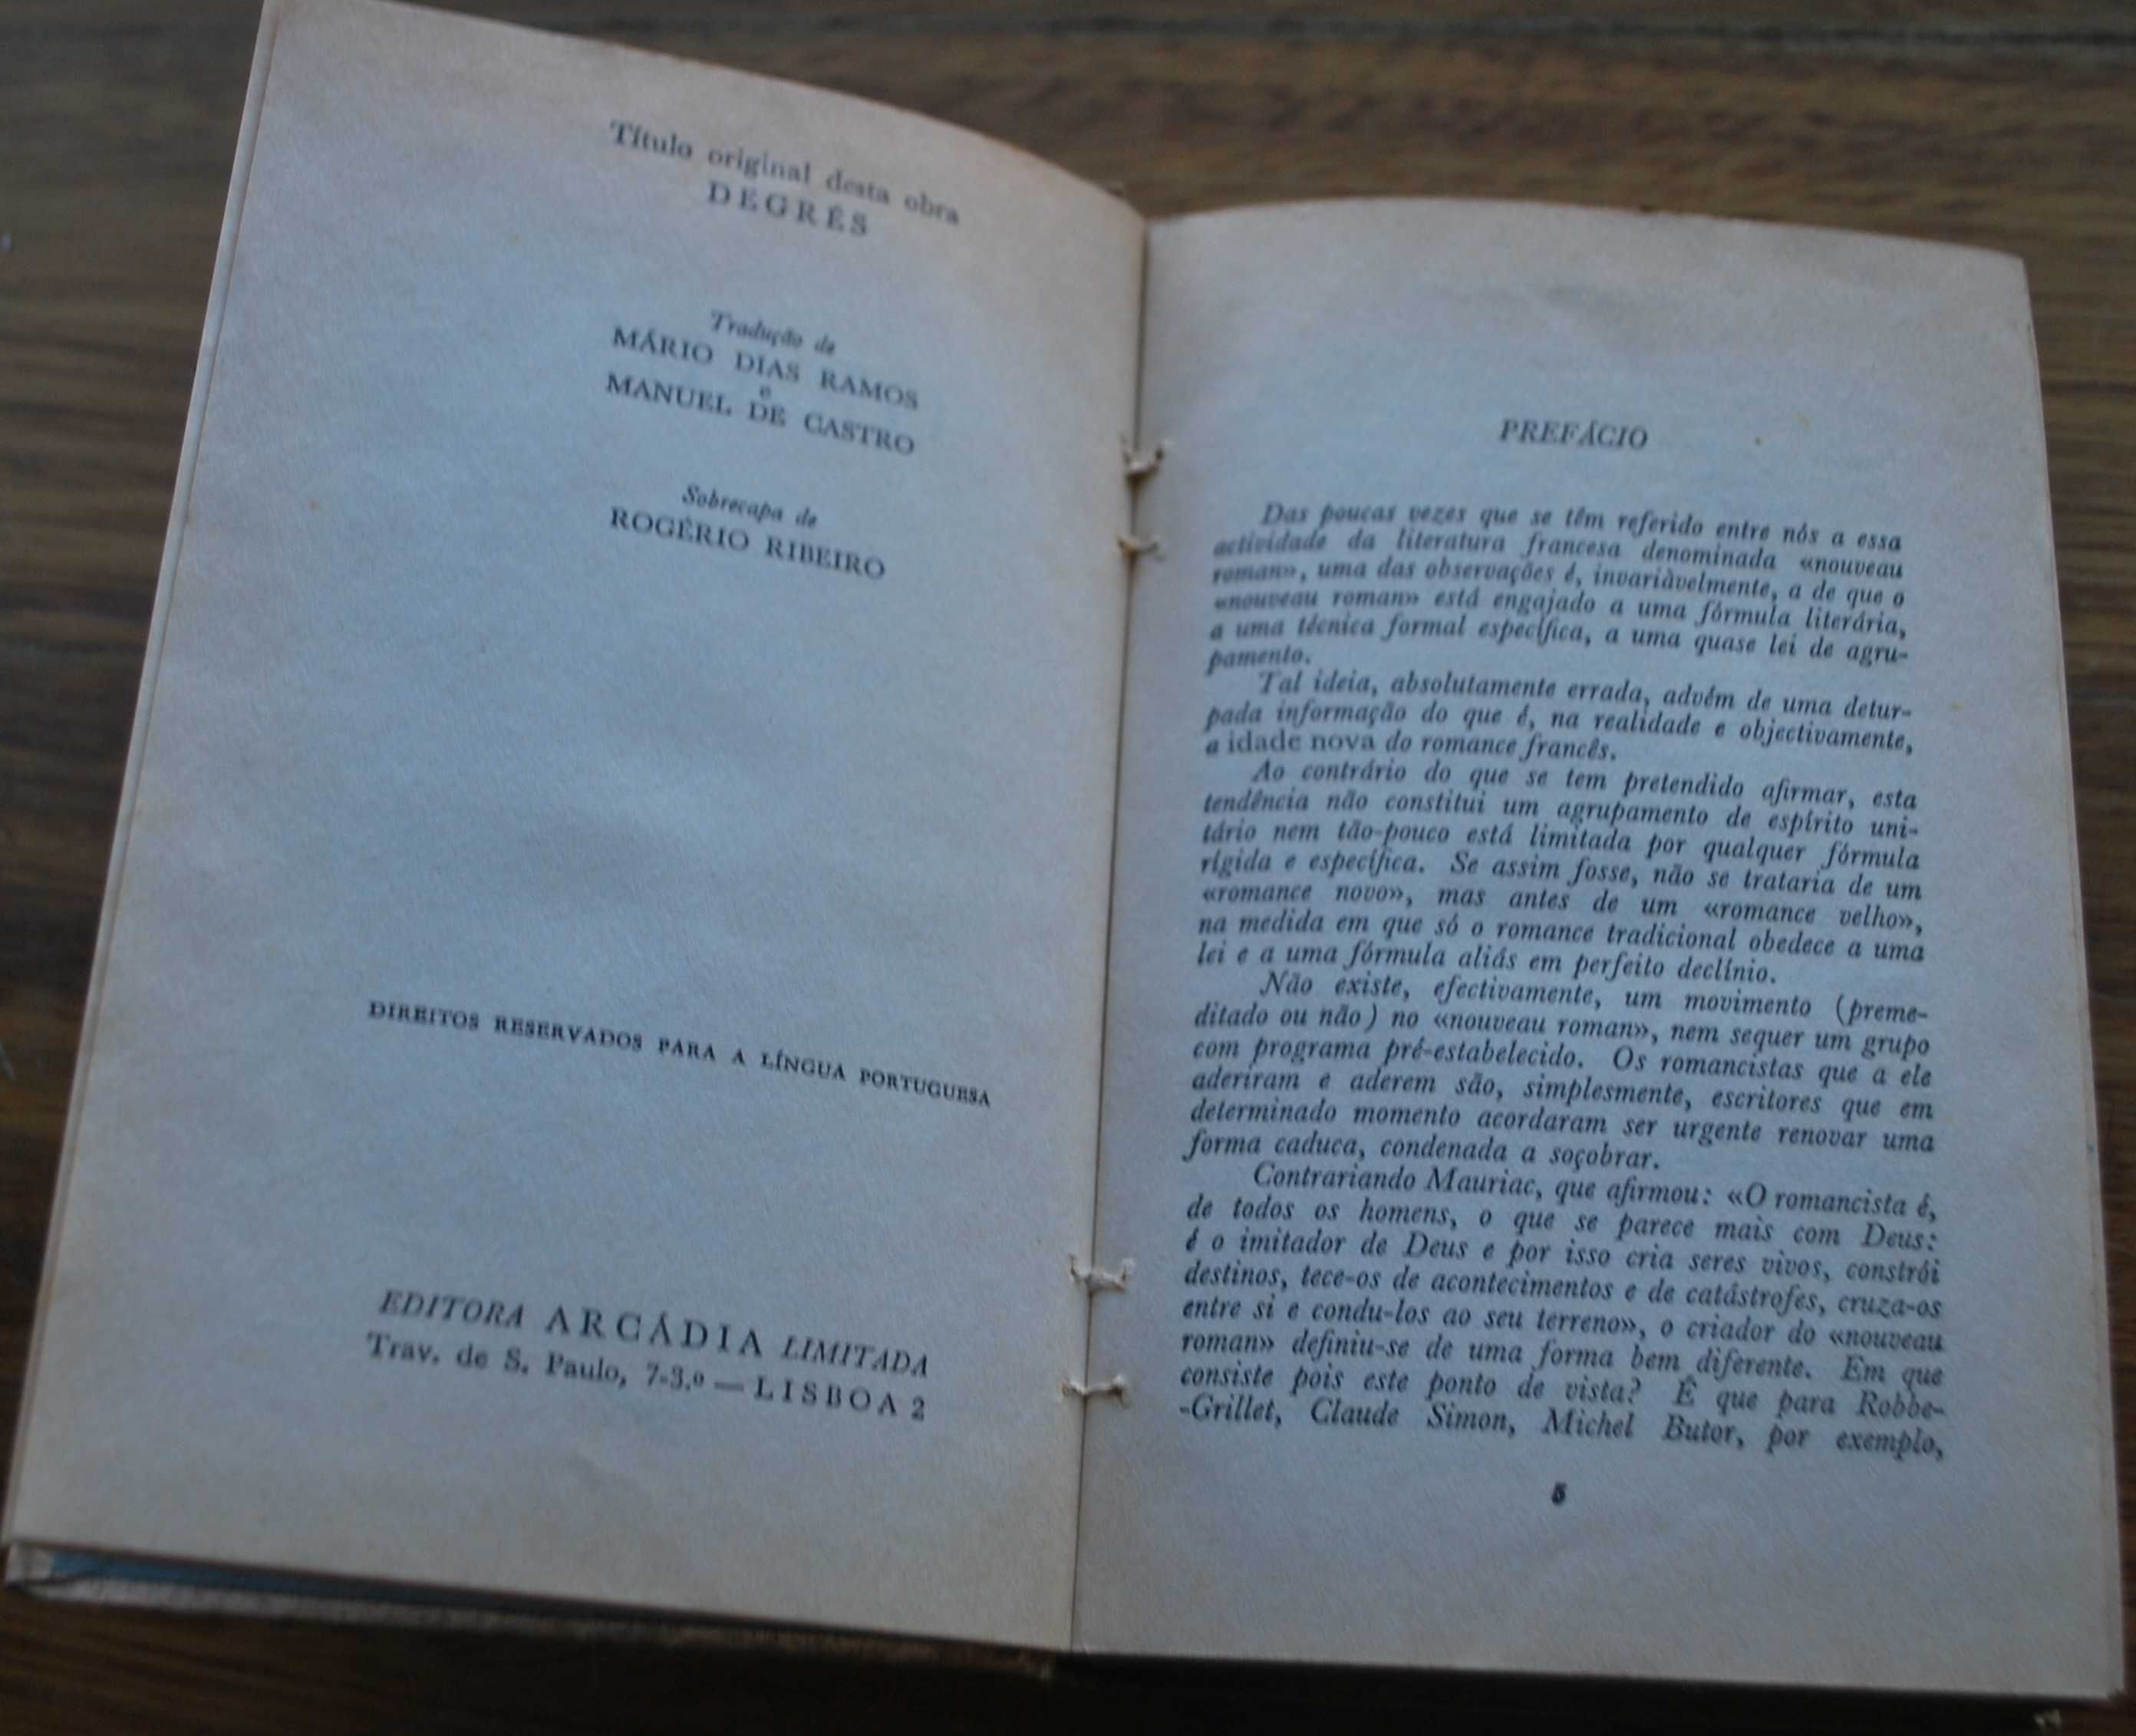 Título original desta obra
DEGRÉS
Tradução de
MÁRIO DIAS RAMOS
e
MANUEL DE CASTRO
Sobrecapa de
ROGÉRIO RIBEIRO
DIREITOS RESERVADOS PARA A LÍNGUA PORTUGUESA
EDITORA ARCÁDIA LIMITADA
Trav. de S. Paulo, 7-3.º — LISBOA 2
PREFÁCIO
Das poucas vezes que se têm referido entre nós a essa
actividade da literatura francesa denominada «nouveau
roman», uma das observações é, invariàvelmente, a de que o
«nouveau roman» está engajado a uma fórmula literária,
a uma técnica formal específica, a uma quase lei de agru-
pamento.
Tal ideia, absolutamente errada, advém de uma detur-
pada informação do que é, na realidade e objectivamente,
a idade nova do romance francês.
Ao contrário do que se tem pretendido afirmar, esta
tendência não constitui um agrupamento de espírito uni-
tário nem tão-pouco está limitada por qualquer fórmula
rígida e específica. Se assim fosse, não se trataria de um
«romance novo», mas antes de um «romance velho»,
na medida em que só o romance tradicional obedece a uma
lei e a uma fórmula aliás em perfeito declínio.
Não existe, efectivamente, um movimento (preme-
ditado ou não) no «nouveau roman», nem sequer um grupo
com programa pré-estabelecido. Os romancistas que a ele
aderiram e aderem são, simplesmente, escritores que em
determinado momento acordaram ser urgente renovar uma
forma caduca, condenada a soçobrar.
Contrariando Mauriac, que afirmou: «O romancista é,
de todos os homens, o que se parece mais com Deus:
é o imitador de Deus e por isso cria seres vivos, constrói
destinos, tece-os de acontecimentos e de catástrofes, cruza-os
entre si e condu-los ao seu terreno», o criador do «nouveau
roman» definiu-se de uma forma bem diferente. Em que
consiste pois este ponto de vista? Ê que para Robbe-
-Grillet, Claude Simon, Michel Butor, por exemplo,
5